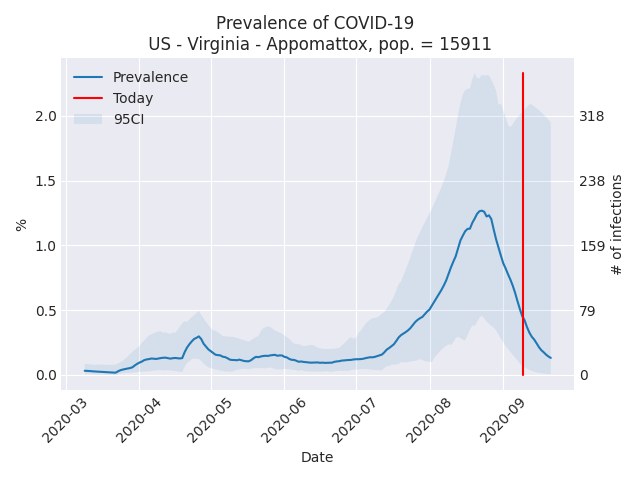 Prevalence of COVID-19
US - Virginia - Appomattox, pop. = 15911
Prevalence
Today
95CI
2.0
1.5
1.0
0.5
0.0
%
318
238
159
79
0
# of infections
2020-03
2020-04
2020-05
2020-06
2020-07
2020-08
2020-09
Date